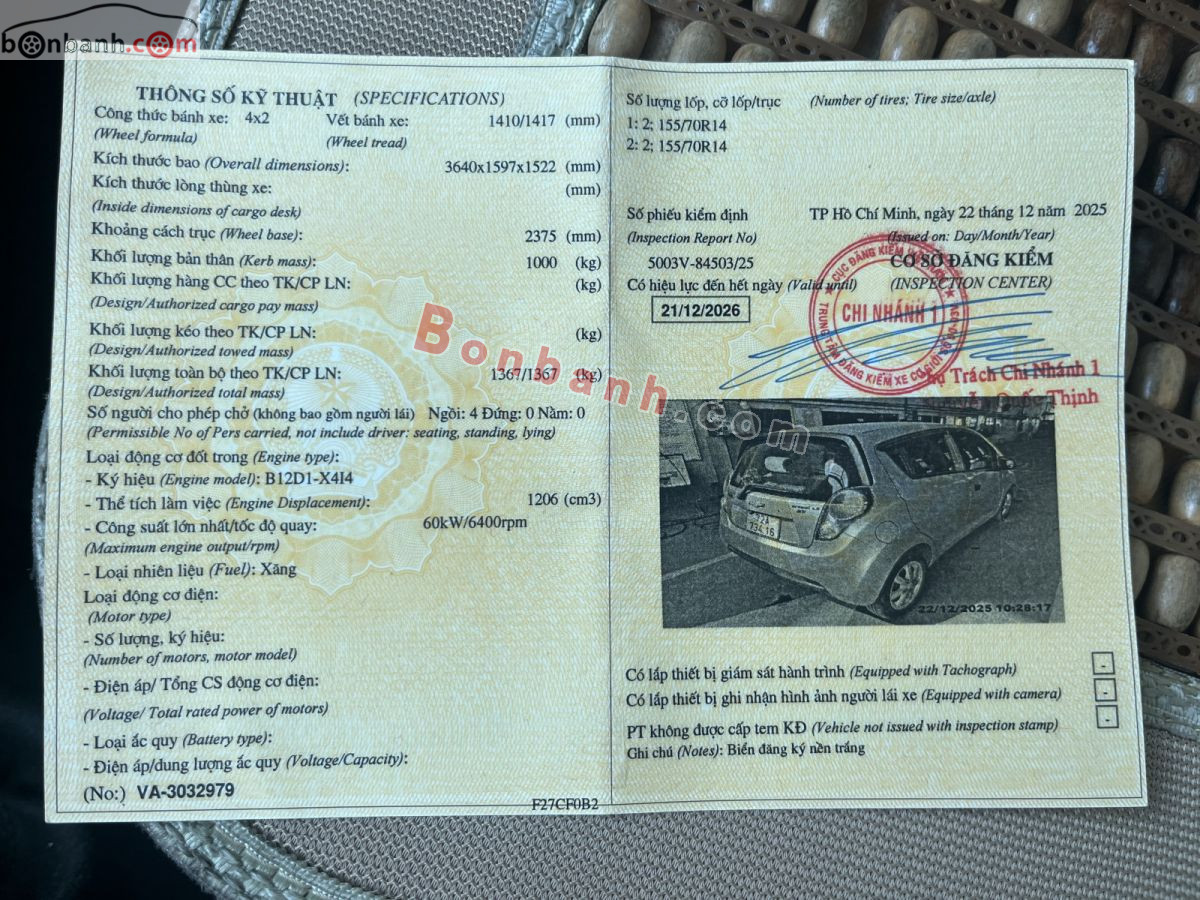 bonbanh.com
THÔNG SỐ KỸ THUẬT (SPECIFICATIONS)
Công thức bánh xe: 4x2 Vết bánh xe: 1410/1417 (mm)
(Wheel formula) (Wheel tread)
Kích thước bao (Overall dimensions): 3640x1597x1522 (mm)
Kích thước lòng thùng xe: (mm)
(Inside dimensions of cargo desk)
Khoảng cách trục (Wheel base): 2375 (mm)
Khối lượng bản thân (Kerb mass): 1000 (kg)
Khối lượng hàng CC theo TK/CP LN: (kg)
(Design/Authorized cargo pay mass)
Khối lượng kéo theo TK/CP LN: (kg)
(Design/Authorized towed mass)
Khối lượng toàn bộ theo TK/CP LN: 1367/1367 (kg)
(Design/Authorized total mass)
Số người cho phép chở (không bao gồm người lái) Ngồi: 4 Đứng: 0 Nằm: 0
(Permissible No of Pers carried, not include driver: seating, standing, lying)
Loại động cơ đốt trong (Engine type):
- Ký hiệu (Engine model): B12D1-X4I4
- Thể tích làm việc (Engine Displacement): 1206 (cm3)
- Công suất lớn nhất/tốc độ quay: 60kW/6400rpm
(Maximum engine output/rpm)
- Loại nhiên liệu (Fuel): Xăng
Loại động cơ điện:
(Motor type)
- Số lượng, ký hiệu:
(Number of motors, motor model)
- Điện áp/ Tổng CS động cơ điện:
(Voltage/ Total rated power of motors)
- Loại ắc quy (Battery type):
- Điện áp/dung lượng ắc quy (Voltage/Capacity):
(No:) VA-3032979
F27CF0B2
Số lượng lốp, cỡ lốp/trục (Number of tires; Tire size/axle)
1: 2; 155/70R14
2: 2; 155/70R14
Số phiếu kiểm định TP Hồ Chí Minh, ngày 22 tháng 12 năm 2025
(Inspection Report No) (Issued on: Day/Month/Year)
5003V-84503/25 CƠ SỞ ĐĂNG KIỂM
Có hiệu lực đến hết ngày (Valid until) (INSPECTION CENTER)
21/12/2026
CHI NHÁNH 1
TRUNG TÂM ĐĂNG KIỂM XE CƠ GIỚI
Trách Chi Nhánh 1
Thịnh
Bonbanh.com
734.16
22/12/2025 10:28:17
Có lắp thiết bị giám sát hành trình (Equipped with Tachograph) -
Có lắp thiết bị ghi nhận hình ảnh người lái xe (Equipped with camera) -
PT không được cấp tem KĐ (Vehicle not issued with inspection stamp) -
Ghi chú (Notes): Biển đăng ký nền trắng